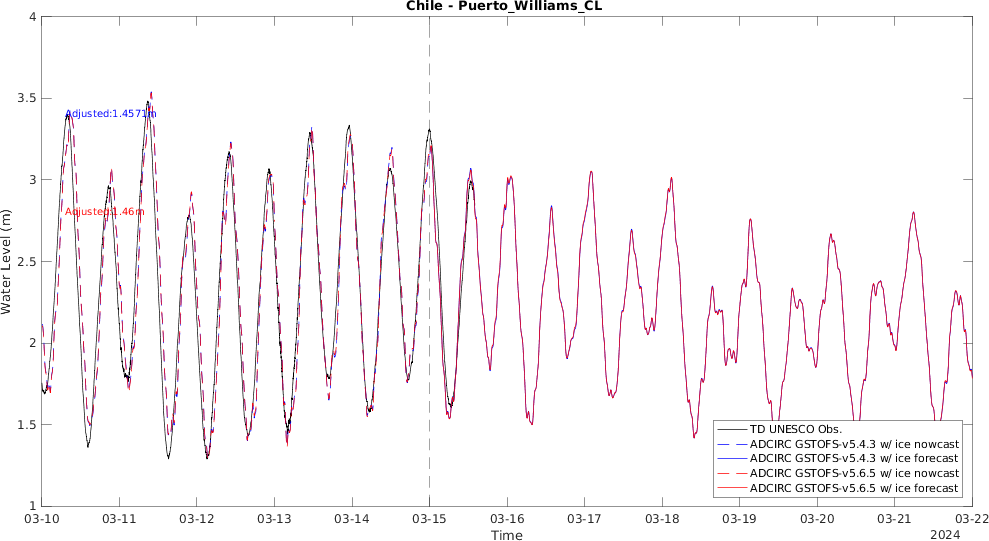 Chile - Puerto_Williams_CL
Water Level (m)
4
3.5
3
2.5
2
1.5
1
Adjusted:1.4571m
Adjusted:1.46m
TD UNESCO Obs.
ADCIRC GSTOFS-v5.4.3 w/ ice nowcast
ADCIRC GSTOFS-v5.4.3 w/ ice forecast
ADCIRC GSTOFS-v5.6.5 w/ ice nowcast
ADCIRC GSTOFS-v5.6.5 w/ ice forecast
03-10 03-11 03-12 03-13 03-14 03-15 03-16 03-17 03-18 03-19 03-20 03-21 03-22
Time
2024